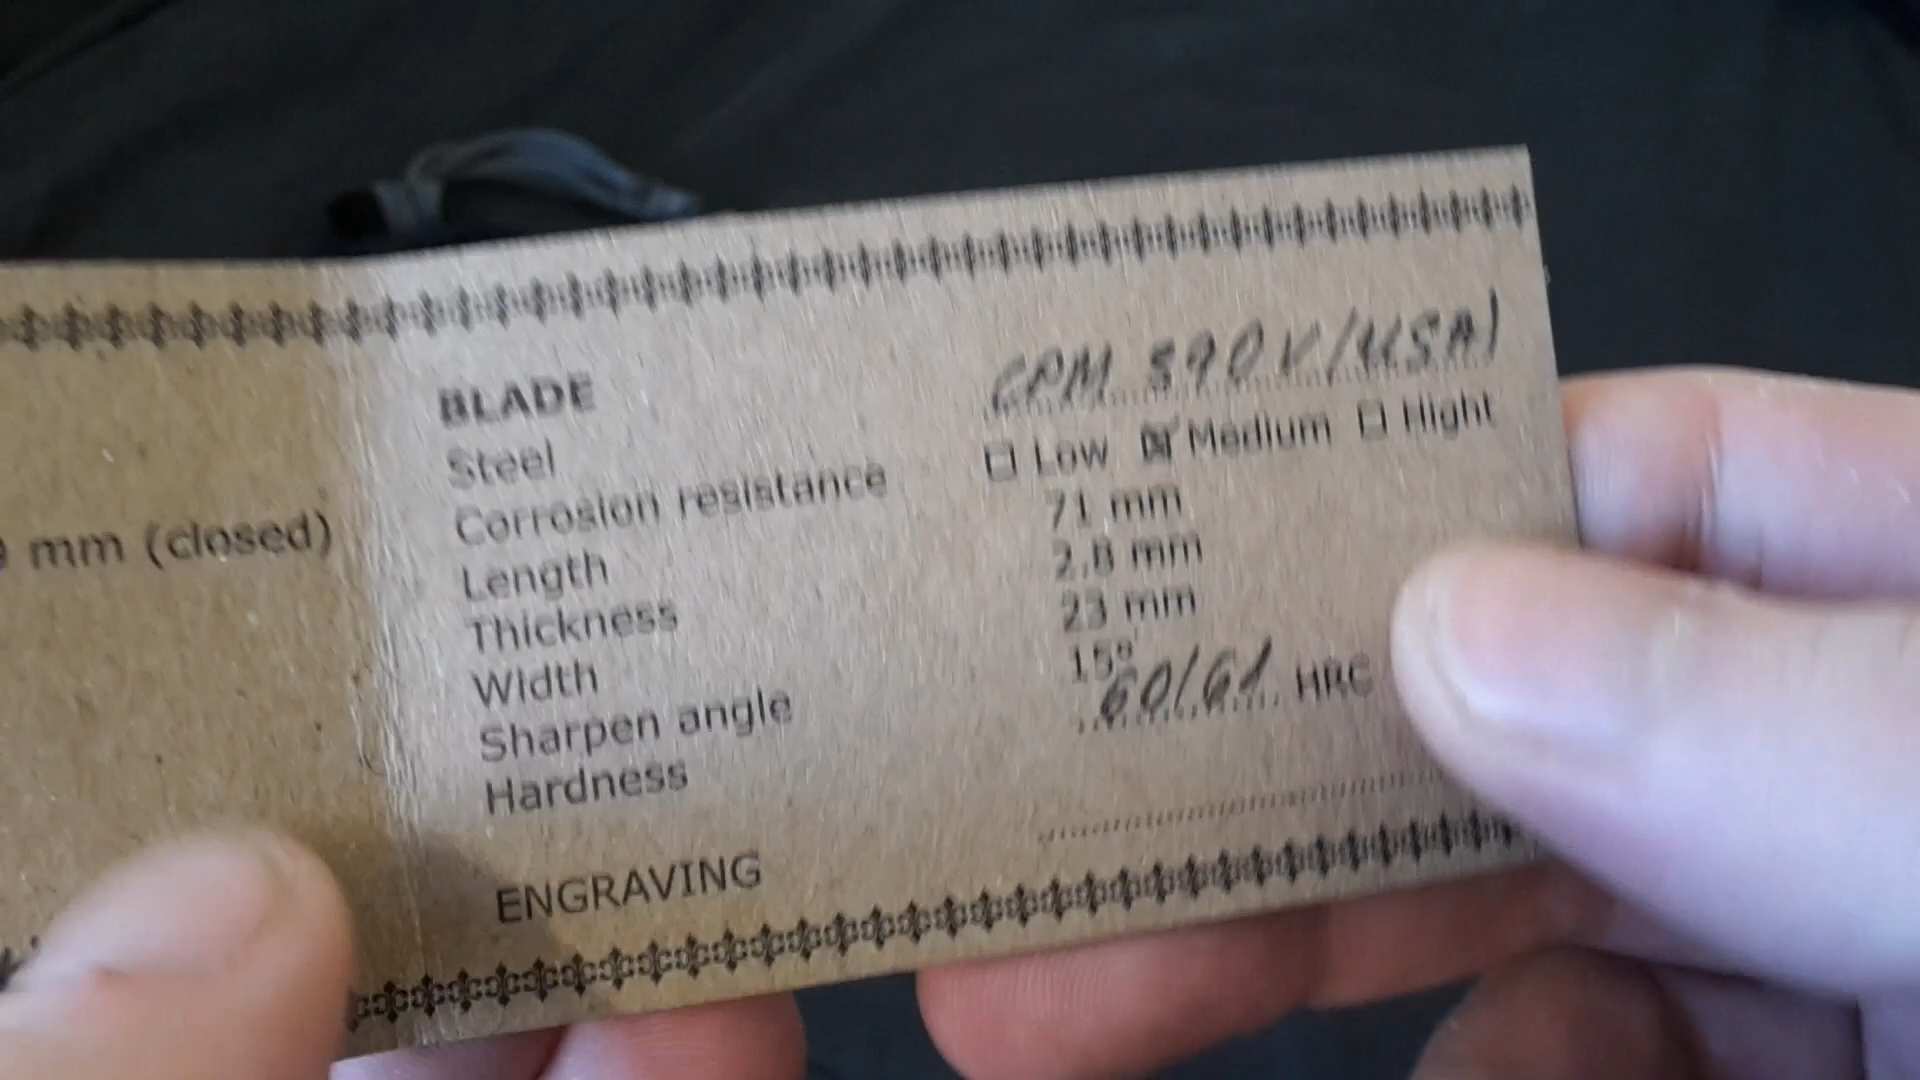 mm (closed)
BLADE
Steel CPM S90V/USA/
Corrosion resistance Low Medium Hight
Length 71 mm
Thickness 2.8 mm
Width 23 mm
Sharpen angle 15°
Hardness 60/61 HRC
ENGRAVING